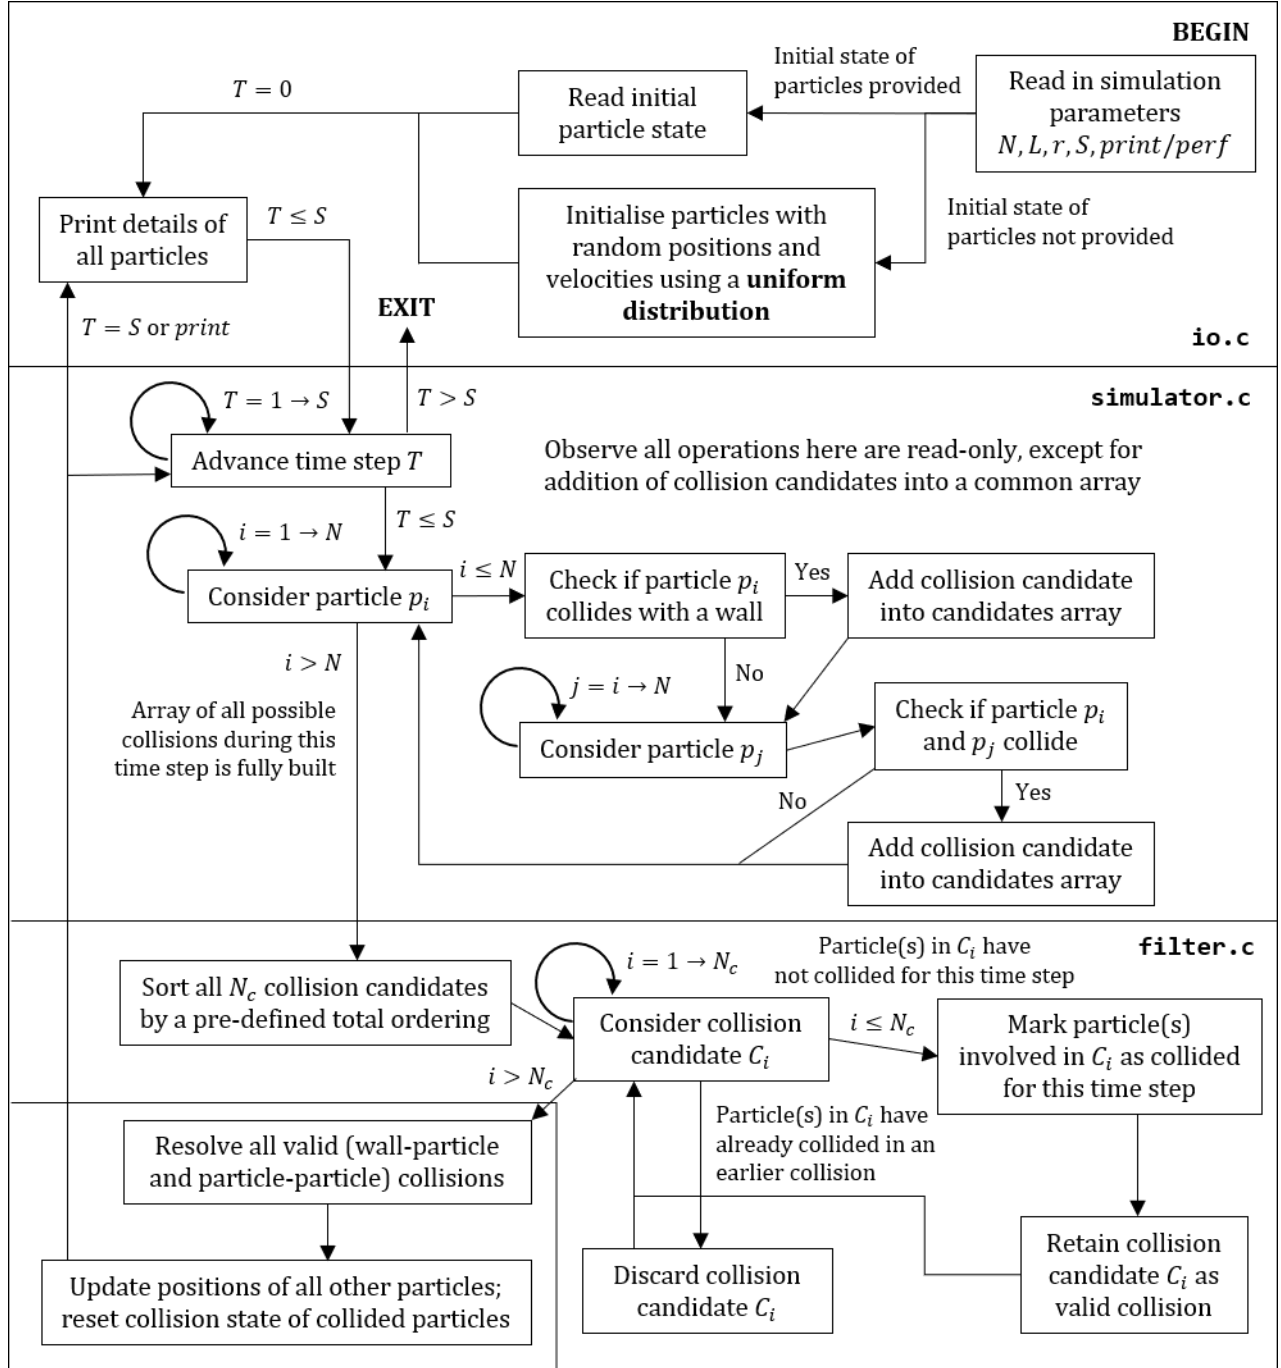 BEGIN
Initial state of
particles provided
Read in simulation
parameters
N, L, r, S, print/perf
T = 0
Read initial
particle state
Print details of
all particles
T ≤ S
Initialise particles with
random positions and
velocities using a uniform
distribution
Initial state of
particles not provided
T = S or print
EXIT
io.c
T = 1 → S
T > S
simulator.c
Advance time step T
Observe all operations here are read-only, except for
addition of collision candidates into a common array
T ≤ S
i = 1 → N
Consider particle p_i
i ≤ N
Check if particle p_i
collides with a wall
Yes
Add collision candidate
into candidates array
i > N
No
j = i → N
Array of all possible
collisions during this
time step is fully built
Consider particle p_j
Check if particle p_i
and p_j collide
No
Yes
Add collision candidate
into candidates array
filter.c
Sort all N_c collision candidates
by a pre-defined total ordering
i = 1 → N_c
Particle(s) in C_i have
not collided for this time step
Consider collision
candidate C_i
i ≤ N_c
Mark particle(s)
involved in C_i as collided
for this time step
i > N_c
Particle(s) in C_i have
already collided in an
earlier collision
Resolve all valid (wall-particle
and particle-particle) collisions
Update positions of all other particles;
reset collision state of collided particles
Discard collision
candidate C_i
Retain collision
candidate C_i as
valid collision